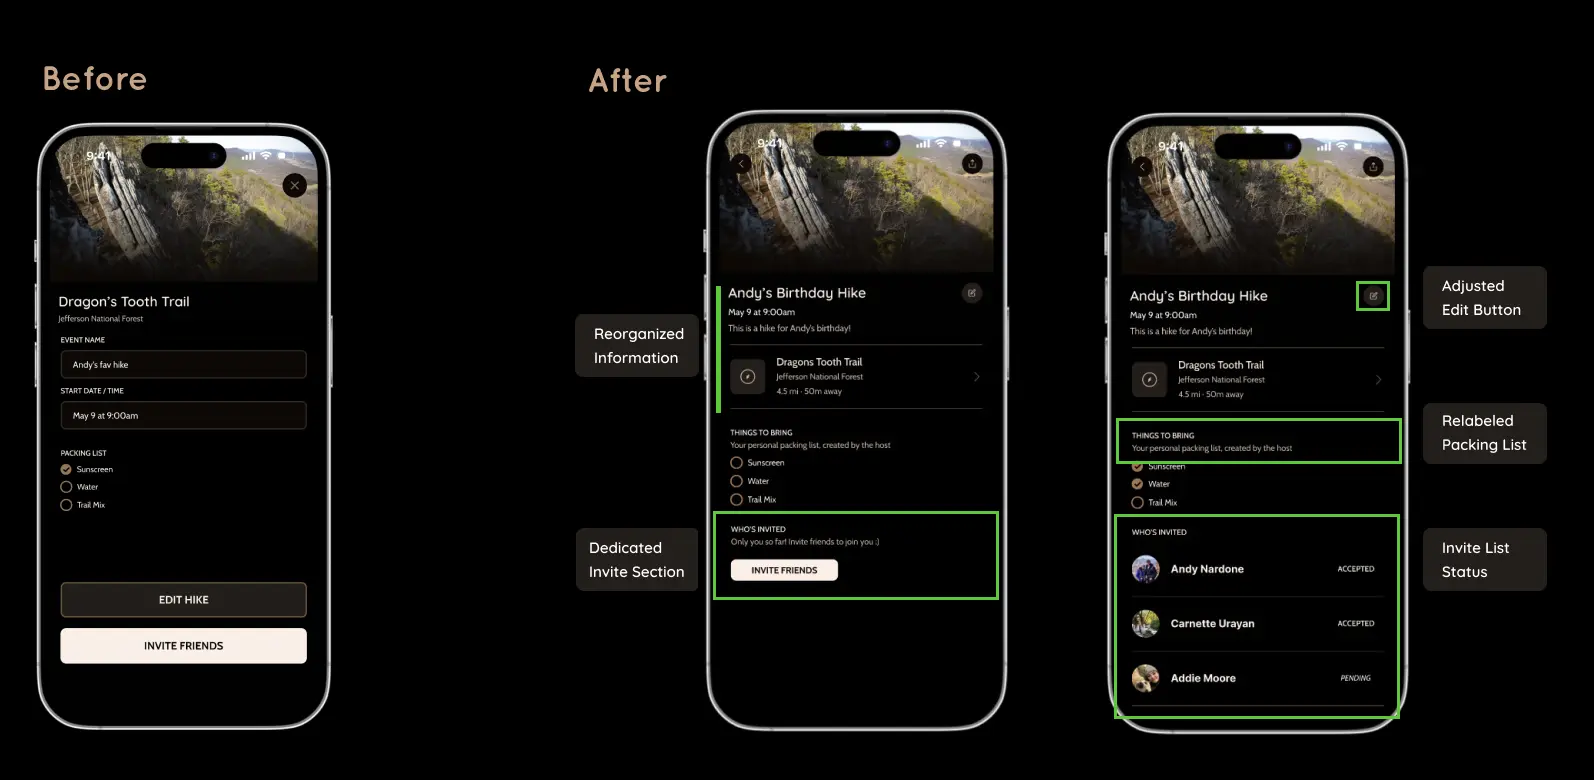 Before
9:41
Dragon's Tooth Trail
Jefferson National Forest
EVENT NAME
Andy's fav hike
START DATE / TIME
May 9 at 9:00am
PACKING LIST
Sunscreen
Water
Trail Mix
EDIT HIKE
INVITE FRIENDS
After
Reorganized
Information
Dedicated
Invite Section
9:41
Andy's Birthday Hike
May 9 at 9:00am
This is a hike for Andy's birthday!
Dragons Tooth Trail
Jefferson National Forest
4.5 mi · 50m away
THINGS TO BRING
Your personal packing list, created by the host
Sunscreen
Water
Trail Mix
WHO'S INVITED
Only you so far! Invite friends to join you :)
INVITE FRIENDS
9:41
Andy's Birthday Hike
May 9 at 9:00am
This is a hike for Andy's birthday!
Dragons Tooth Trail
Jefferson National Forest
4.5 mi · 50m away
THINGS TO BRING
Your personal packing list, created by the host
Sunscreen
Water
Trail Mix
WHO'S INVITED
Andy Nardone ACCEPTED
Carnette Urayan ACCEPTED
Addie Moore PENDING
Adjusted
Edit Button
Relabeled
Packing List
Invite List
Status